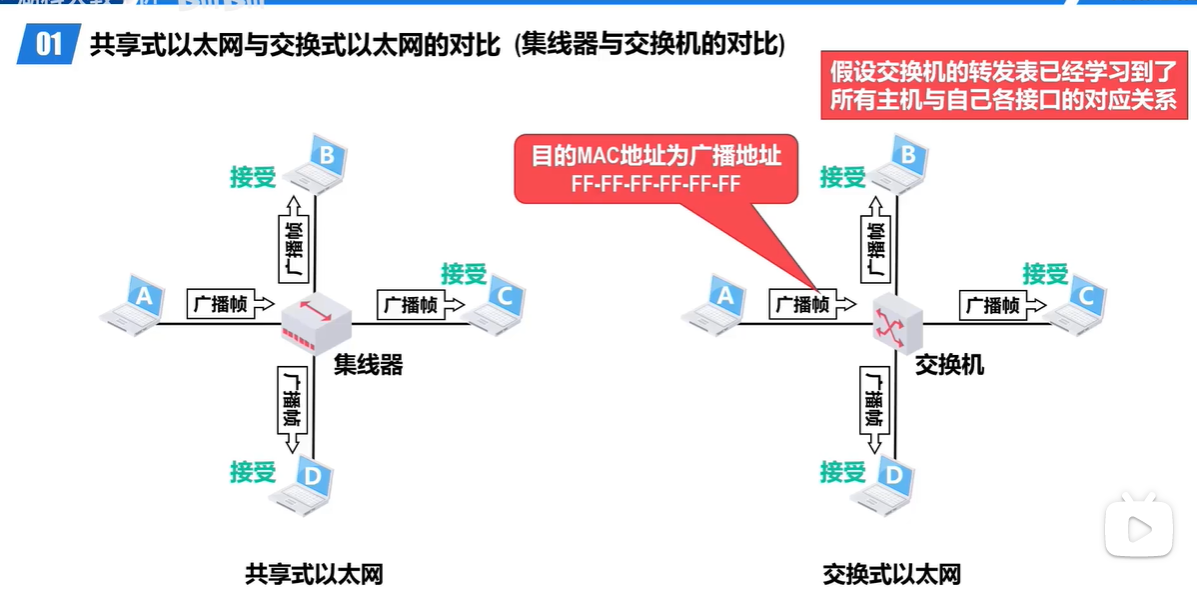 01
共享式以太网与交换式以太网的对比 (集线器与交换机的对比)
假设交换机的转发表已经学习到了
所有主机与自己各接口的对应关系
目的MAC地址为广播地址
FF-FF-FF-FF-FF-FF
B
接受
广播帧
A
广播帧
集线器
广播帧
接受
C
广播帧
接受
D
共享式以太网
B
接受
广播帧
A
广播帧
交换机
广播帧
接受
C
广播帧
接受
D
交换式以太网